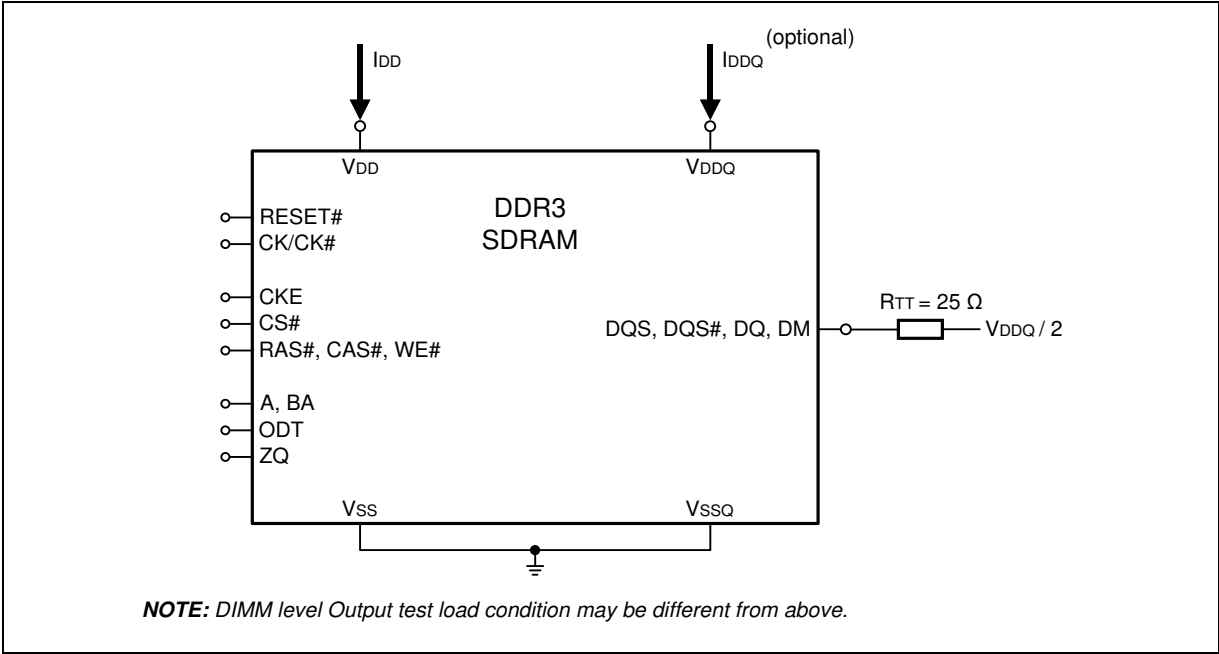 (optional)
IDD
IDDQ
VDD
VDDQ
DDR3
SDRAM
RESET#
CK/CK#
CKE
CS#
RAS#, CAS#, WE#
A, BA
ODT
ZQ
DQS, DQS#, DQ, DM
RTT = 25 Ω
VDDQ / 2
VSS
VSSQ
NOTE: DIMM level Output test load condition may be different from above.